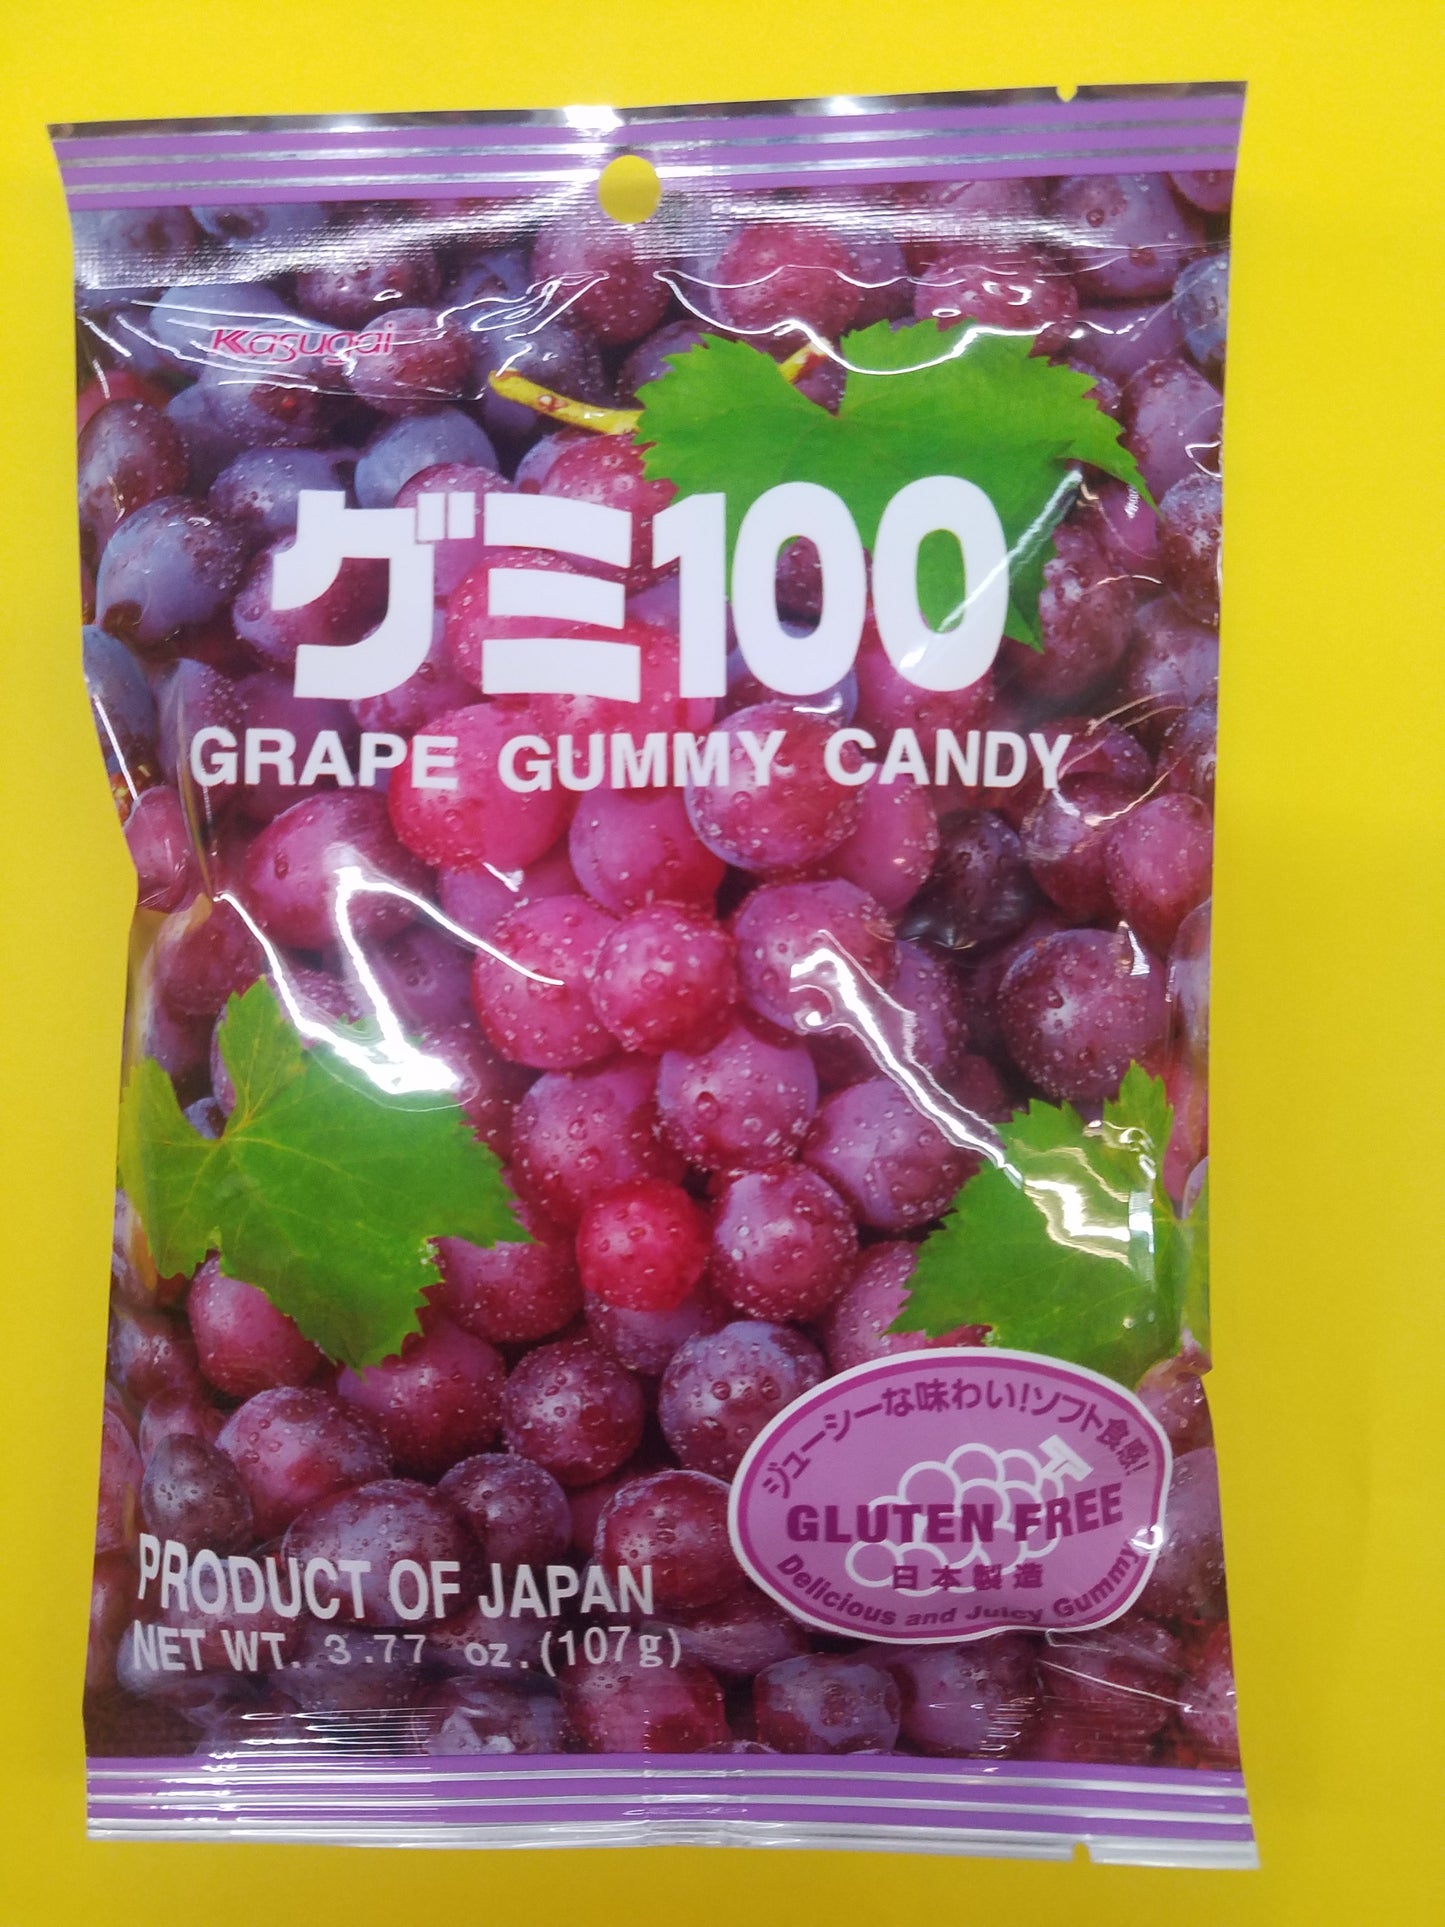 Kasugai
グミ100
GRAPE GUMMY CANDY
ジューシーな味わい!ソフト食感!
GLUTEN FREE
日本製造
Delicious and Juicy Gummy
PRODUCT OF JAPAN
NET WT. 3.77 oz.(107g)